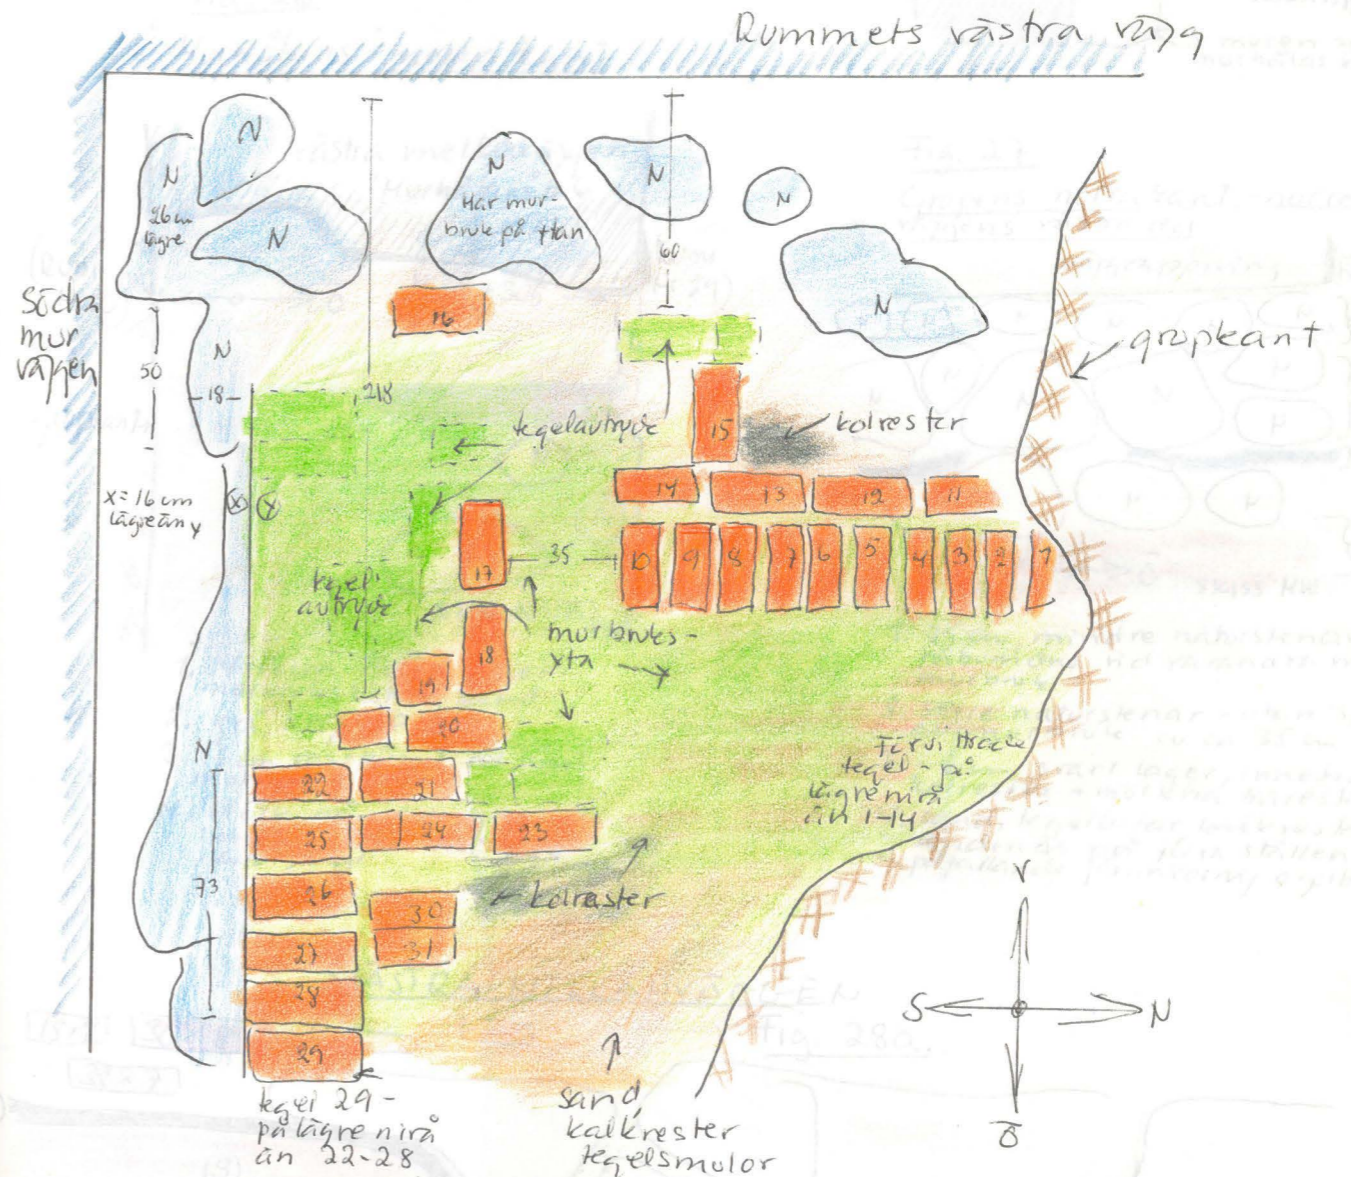 Rummets västra vägg
N
N
26 cm
lägre
N
N
Har mur-
bruk på ytan
N
N
N
60
Södra
mur
väggen
16
gropkant
50
N
18
218
tegelavtryck
15
kolrester
x = 16 cm
lägre än y
x
y
14
13
12
11
17
35
10
9
8
7
6
5
4
3
2
1
tegel
avtryck
murbruks-
yta
18
19
20
N
Förvittrade
tegel - på
lägre nivå
än 1-14
22
21
25
24
23
73
26
30
kolrester
27
31
28
29
V
S
N
Ö
tegel 29 -
på lägre nivå
än 22-28
sand,
kalkrester
tegelsmulor